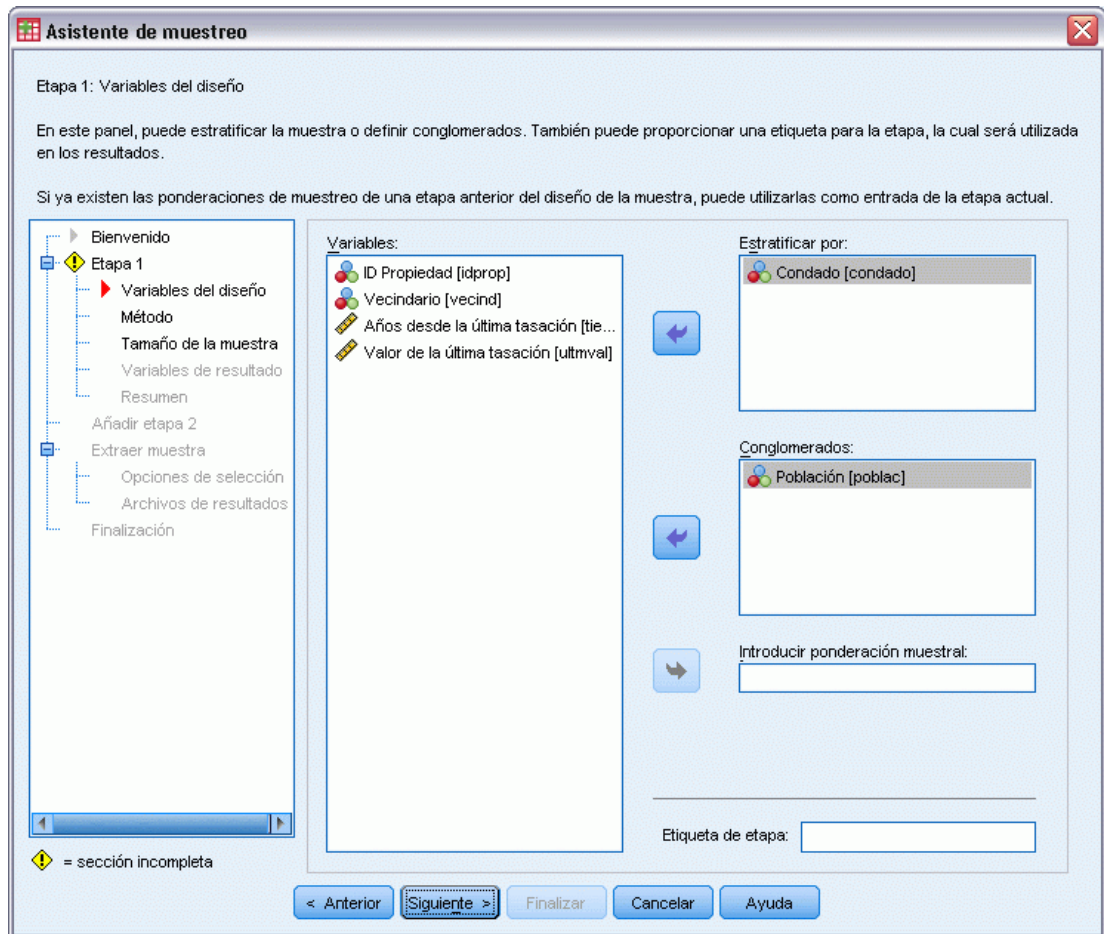 Asistente de muestreo
Etapa 1: Variables del diseño
En este panel, puede estratificar la muestra o definir conglomerados. También puede proporcionar una etiqueta para la etapa, la cual será utilizada
en los resultados.
Si ya existen las ponderaciones de muestreo de una etapa anterior del diseño de la muestra, puede utilizarlas como entrada de la etapa actual.
Bienvenido
Etapa 1
Variables del diseño
Método
Tamaño de la muestra
Variables de resultado
Resumen
Añadir etapa 2
Extraer muestra
Opciones de selección
Archivos de resultados
Finalización
= sección incompleta
Variables:
ID Propiedad [idprop]
Vecindario [vecind]
Años desde la última tasación [tie...
Valor de la última tasación [ultmval]
Estratificar por:
Condado [condado]
Conglomerados:
Población [poblac]
Introducir ponderación muestral:
Etiqueta de etapa:
< Anterior
Siguiente >
Finalizar
Cancelar
Ayuda